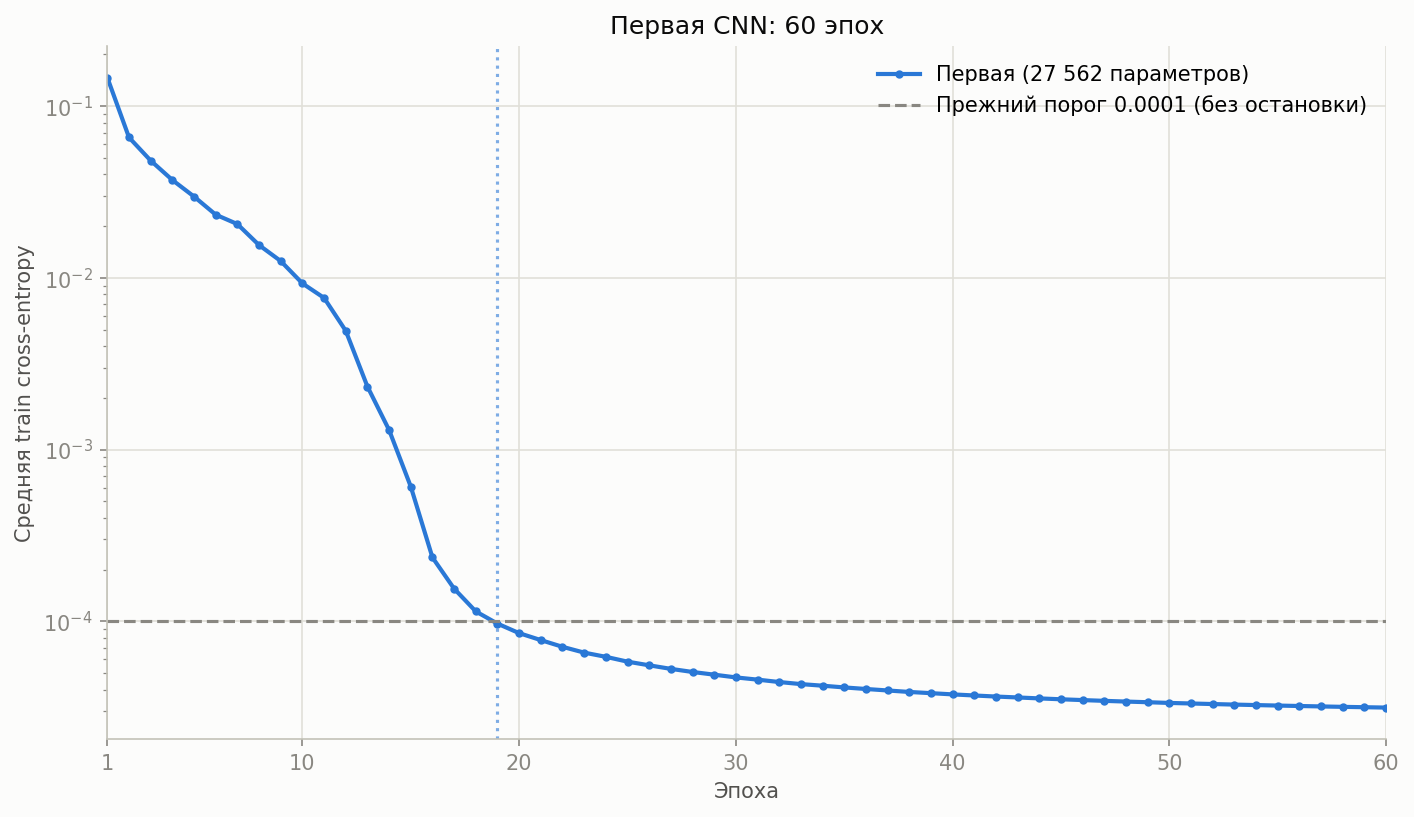 Первая CNN: 60 эпох
Первая (27 562 параметров)
Прежний порог 0.0001 (без остановки)
Средняя train cross-entropy
10⁻¹
10⁻²
10⁻³
10⁻⁴
1 10 20 30 40 50 60
Эпоха